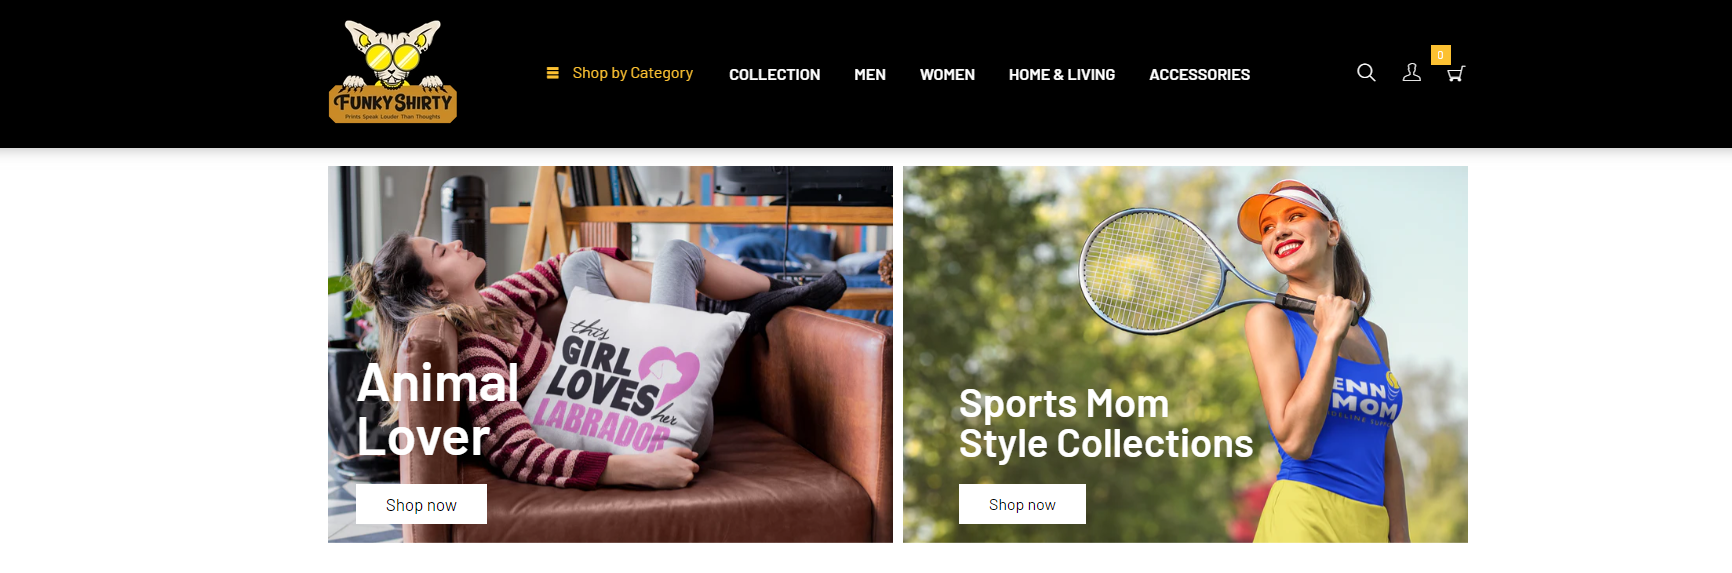 FUNKY SHIRTY
Prints Speak Louder Than Thoughts
Shop by Category
COLLECTION
MEN
WOMEN
HOME & LIVING
ACCESSORIES
0
this
GIRL
LOVES
her
LABRADOR
Animal
Lover
Shop now
ENN
MOM
Sports Mom
Style Collections
Shop now